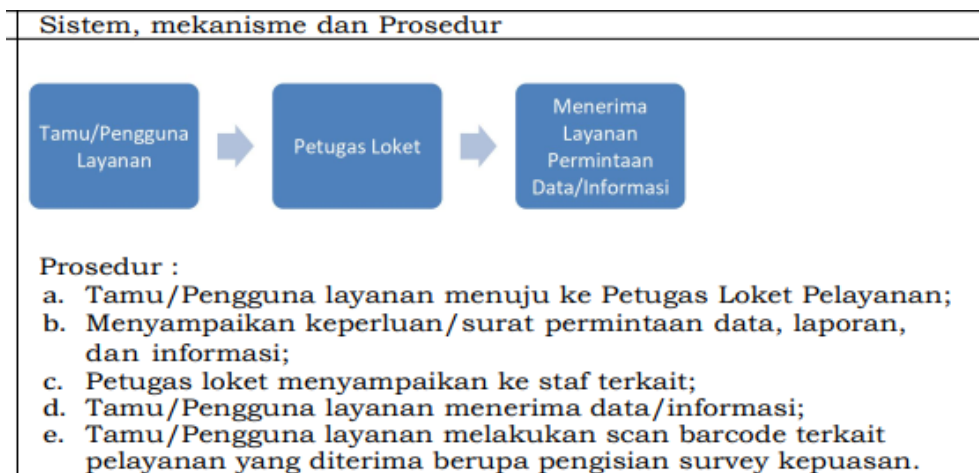 Sistem, mekanisme dan Prosedur
Tamu/Pengguna
Layanan
Petugas Loket
Menerima
Layanan
Permintaan
Data/Informasi
Prosedur :
a. Tamu/Pengguna layanan menuju ke Petugas Loket Pelayanan;
b. Menyampaikan keperluan/surat permintaan data, laporan,
dan informasi;
c. Petugas loket menyampaikan ke staf terkait;
d. Tamu/Pengguna layanan menerima data/informasi;
e. Tamu/Pengguna layanan melakukan scan barcode terkait
pelayanan yang diterima berupa pengisian survey kepuasan.